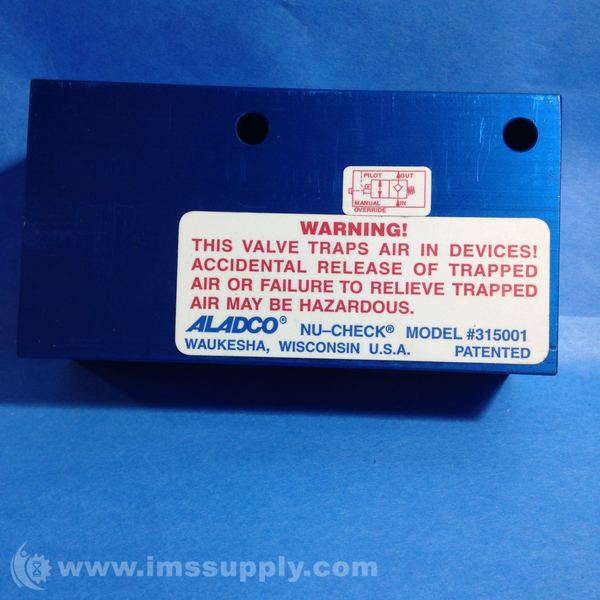 PILOT OUT
MANUAL IN
OVERRIDE
WARNING!
THIS VALVE TRAPS AIR IN DEVICES!
ACCIDENTAL RELEASE OF TRAPPED
AIR OR FAILURE TO RELIEVE TRAPPED
AIR MAY BE HAZARDOUS.
ALADCO® NU-CHECK® MODEL #315001
WAUKESHA, WISCONSIN U.S.A. PATENTED
www.imssupply.com